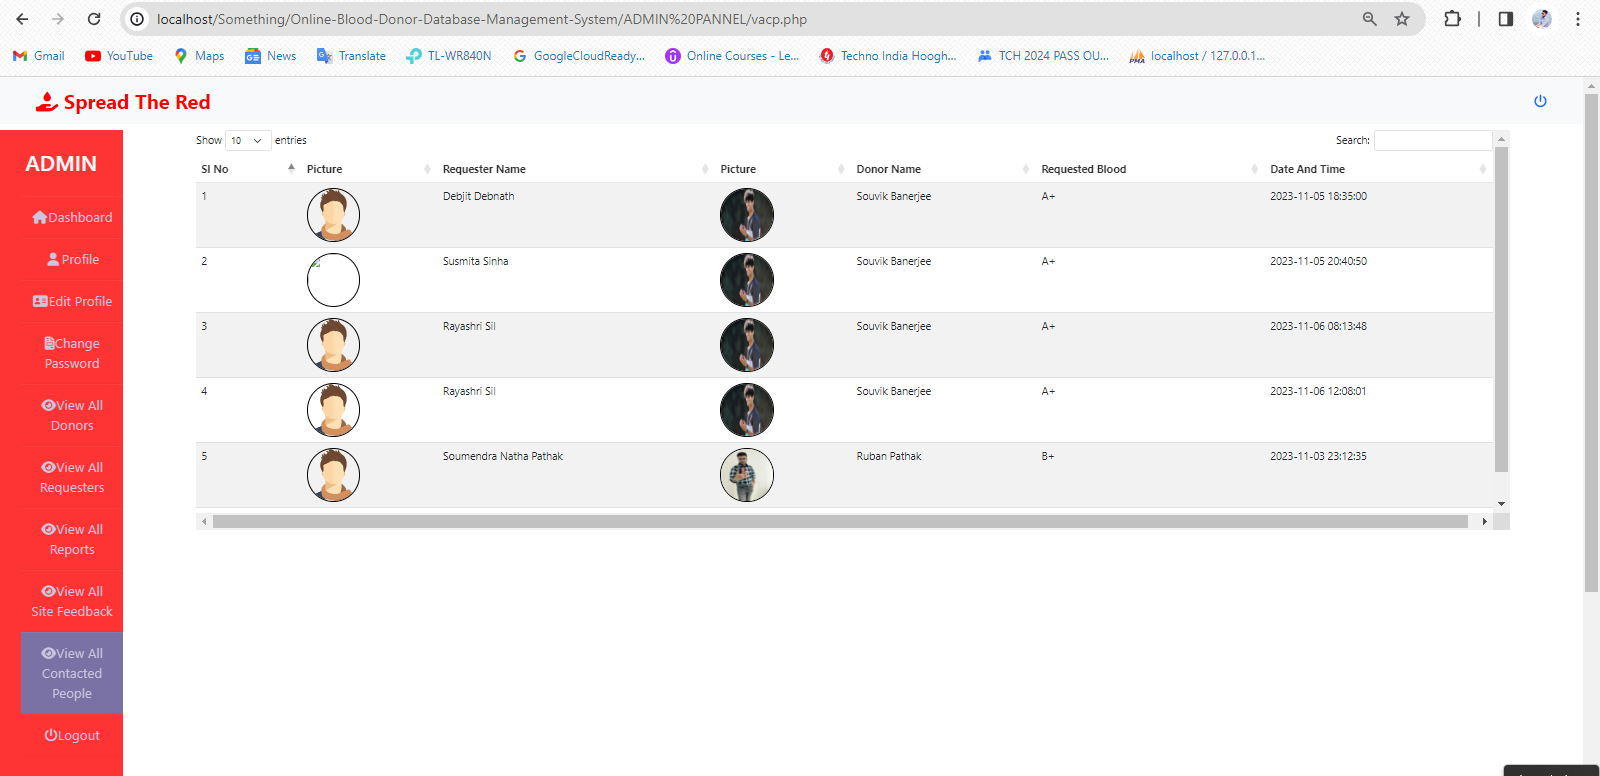 localhost/Something/Online-Blood-Donor-Database-Management-System/ADMIN%20PANNEL/vacp.php
Gmail YouTube Maps News Translate TL-WR840N GoogleCloudReady... Online Courses - Le... Techno India Hoogh... TCH 2024 PASS OU... localhost / 127.0.0.1...
Spread The Red
ADMIN
Dashboard
Profile
Edit Profile
Change
Password
View All
Donors
View All
Requesters
View All
Reports
View All
Site Feedback
View All
Contacted
People
Logout
Show 10 entries Search:
Sl No Picture Requester Name Picture Donor Name Requested Blood Date And Time
1 Debjit Debnath Souvik Banerjee A+ 2023-11-05 18:35:00
2 Susmita Sinha Souvik Banerjee A+ 2023-11-05 20:40:50
3 Rayashri Sil Souvik Banerjee A+ 2023-11-06 08:13:48
4 Rayashri Sil Souvik Banerjee A+ 2023-11-06 12:08:01
5 Soumendra Natha Pathak Ruban Pathak B+ 2023-11-03 23:12:35